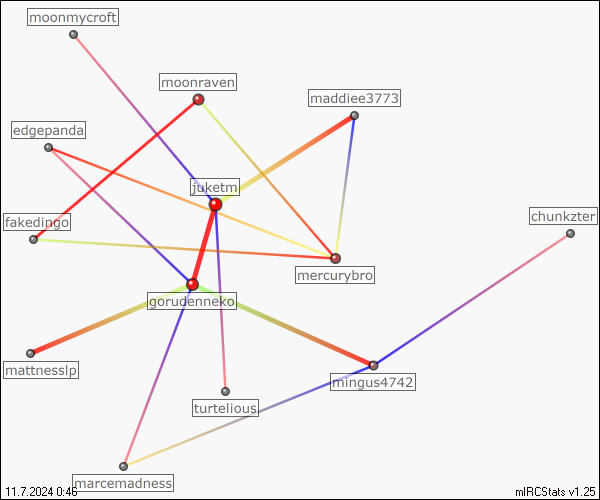 moonmycroft
moonraven
maddiee3773
edgepanda
juketm
fakedingo
chunkzter
mercurybro
gorudenneko
mattnesslp
mingus4742
turtelious
marcemadness
11.7.2024 0:46
mIRCStats v1.25